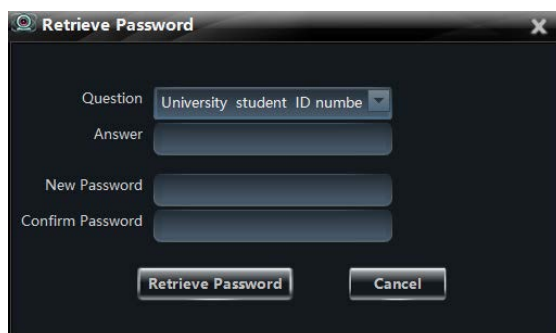 Retrieve Password
Question
University student ID numbe
Answer
New Password
Confirm Password
Retrieve Password
Cancel